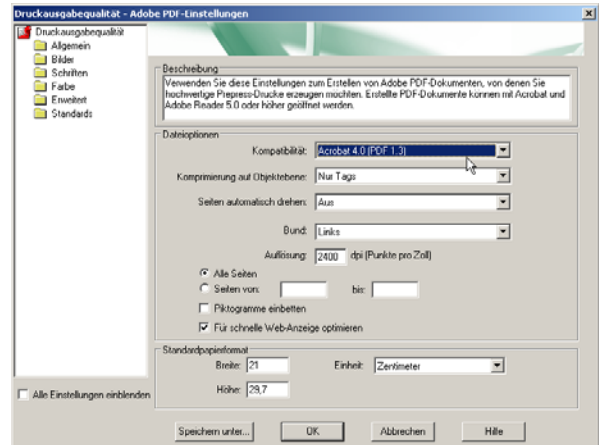 Druckausgabequalität - Adobe PDF-Einstellungen
Druckausgabequalität
Allgemein
Bilder
Schriften
Farbe
Erweitert
Standards
Beschreibung
Verwenden Sie diese Einstellungen zum Erstellen von Adobe PDF-Dokumenten, von denen Sie
hochwertige Prepress-Drucke erzeugen möchten. Erstellte PDF-Dokumente können mit Acrobat und
Adobe Reader 5.0 oder höher geöffnet werden.
Dateioptionen
Kompatibilität: Acrobat 4.0 (PDF 1.3)
Komprimierung auf Objektebene: Nur Tags
Seiten automatisch drehen: Aus
Bund: Links
Auflösung: 2400 dpi (Punkte pro Zoll)
Alle Seiten
Seiten von: bis:
Piktogramme einbetten
Für schnelle Web-Anzeige optimieren
Standardpapierformat
Breite: 21 Einheit: Zentimeter
Höhe: 29,7
Alle Einstellungen einblenden
Speichern unter... OK Abbrechen Hilfe